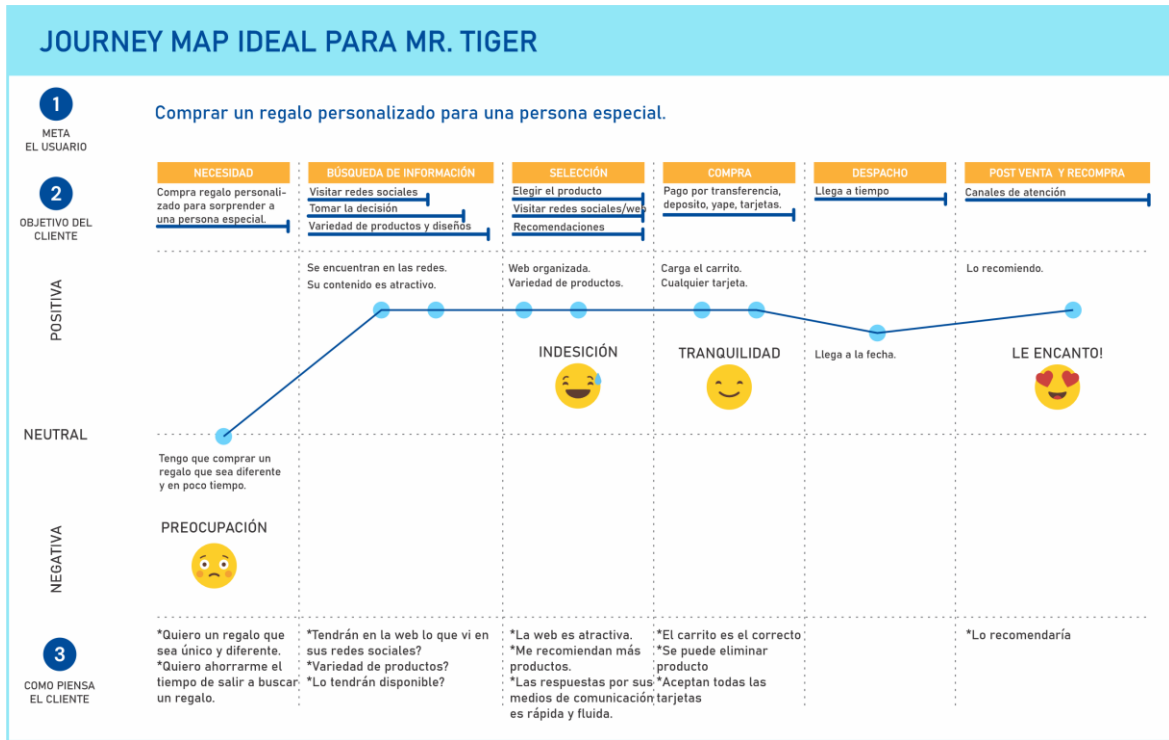 JOURNEY MAP IDEAL PARA MR. TIGER
1
META
EL USUARIO
Comprar un regalo personalizado para una persona especial.
2
OBJETIVO DEL
CLIENTE
NECESIDAD
Compra regalo personali-
zado para sorprender a
una persona especial.
BÚSQUEDA DE INFORMACIÓN
Visitar redes sociales
Tomar la decisión
Variedad de productos y diseños
SELECCIÓN
Elegir el producto
Visitar redes sociales/web
Recomendaciones
COMPRA
Pago por transferencia,
deposito, yape, tarjetas.
DESPACHO
Llega a tiempo
POST VENTA Y RECOMPRA
Canales de atención
POSITIVA
Se encuentran en las redes.
Su contenido es atractivo.
Web organizada.
Variedad de productos.
Carga el carrito.
Cualquier tarjeta.
Lo recomiendo.
INDESICIÓN
TRANQUILIDAD
Llega a la fecha.
LE ENCANTO!
NEUTRAL
Tengo que comprar un
regalo que sea diferente
y en poco tiempo.
NEGATIVA
PREOCUPACIÓN
3
COMO PIENSA
EL CLIENTE
*Quiero un regalo que
sea único y diferente.
*Quiero ahorrarme el
tiempo de salir a buscar
un regalo.
*Tendrán en la web lo que vi en
sus redes sociales?
*Variedad de productos?
*Lo tendrán disponible?
*La web es atractiva.
*Me recomiendan más
productos.
*Las respuestas por sus
medios de comunicación
es rápida y fluida.
*El carrito es el correcto
*Se puede eliminar
producto
*Aceptan todas las
tarjetas
*Lo recomendaría